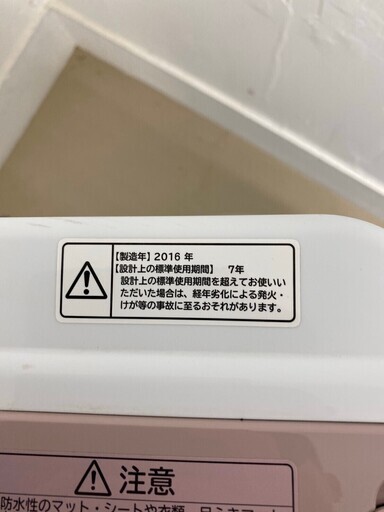 【製造年】2016 年
【設計上の標準使用期間】 7年
設計上の標準使用期間を超えてお使いい
ただいた場合は、経年劣化による発火・
けが等の事故に至るおそれがあります。
注意
防水性のマット・シートや衣類